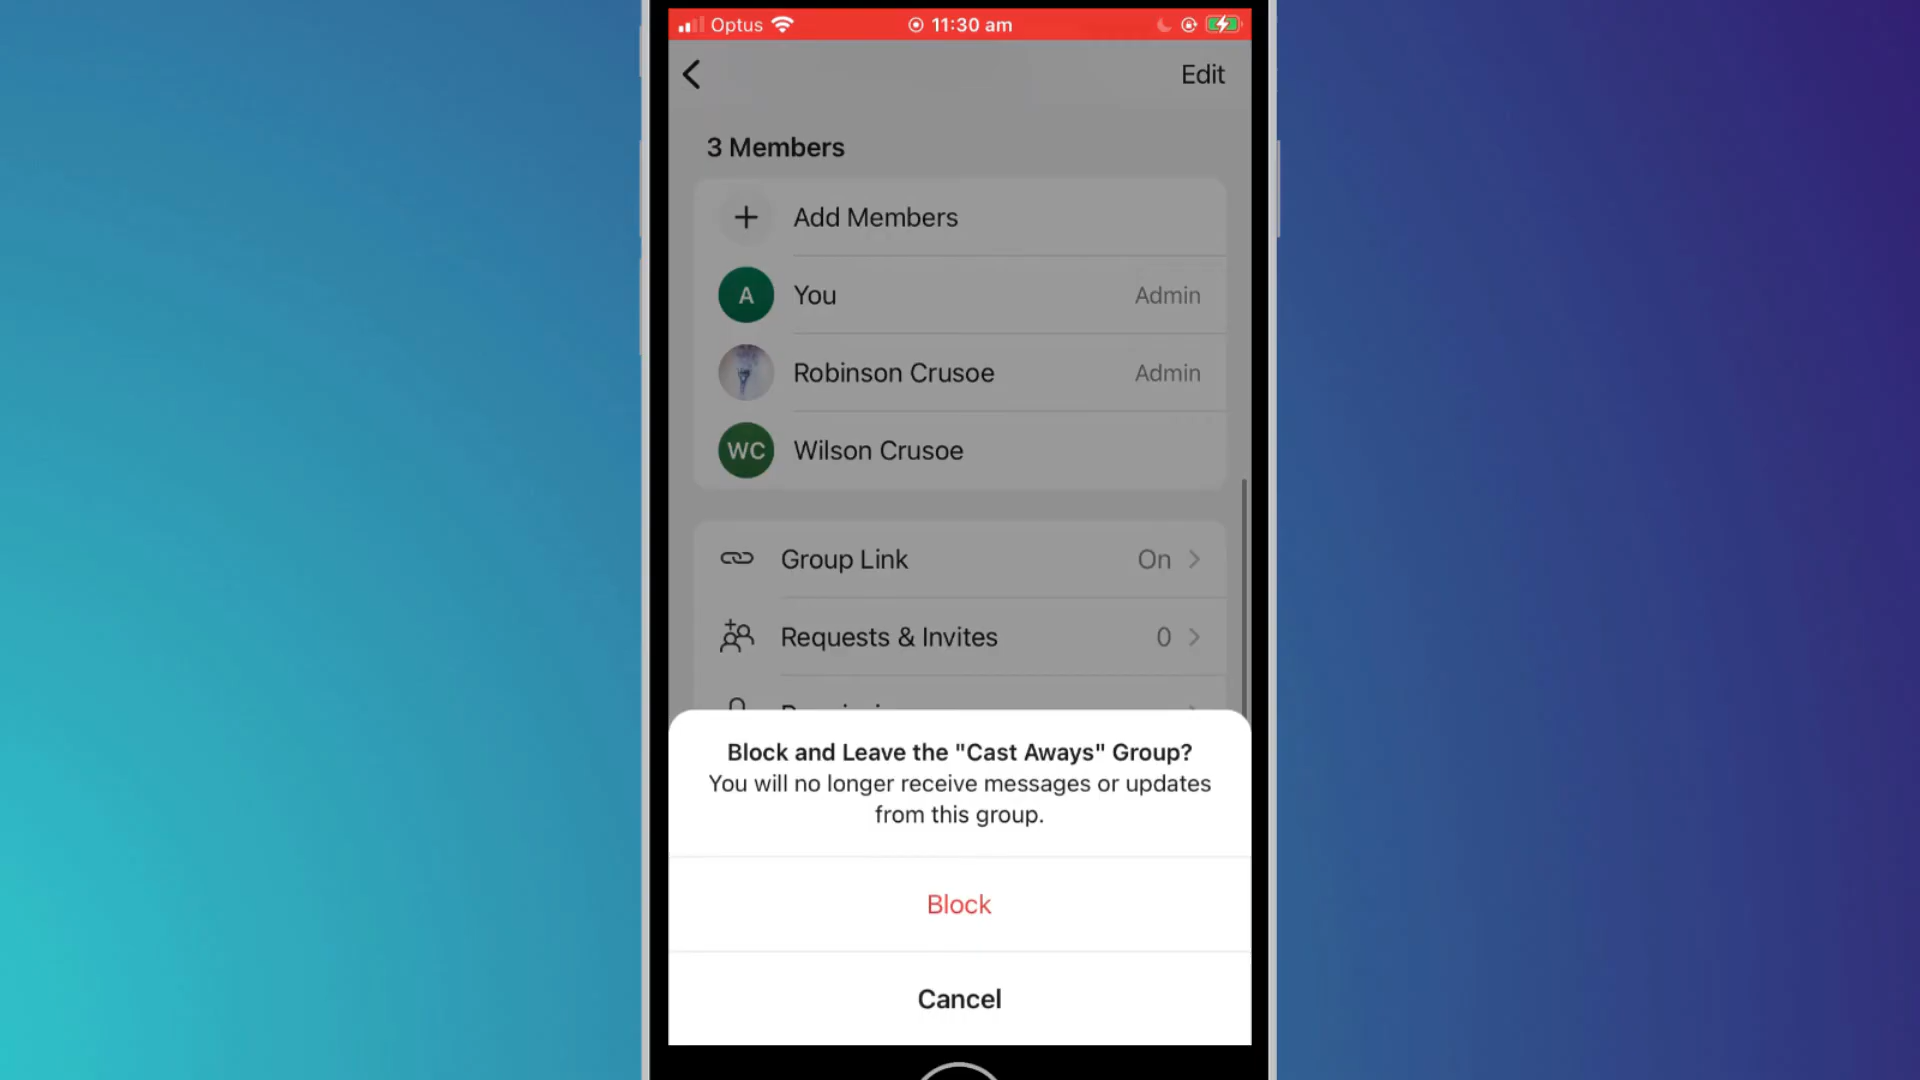 Optus 11:30 am
Edit
3 Members
Add Members
A You Admin
Robinson Crusoe Admin
WC Wilson Crusoe
Group Link On
Requests & Invites 0
Block and Leave the "Cast Aways" Group?
You will no longer receive messages or updates
from this group.
Block
Cancel